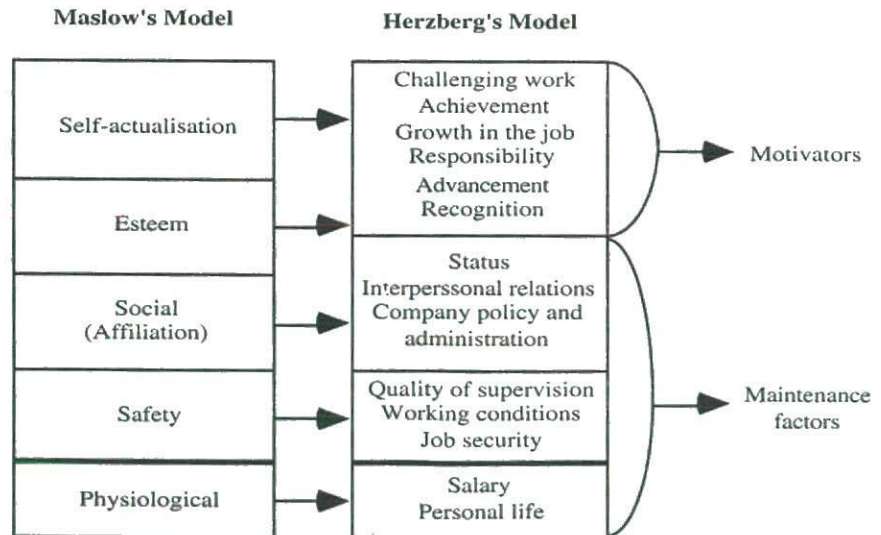 Maslow's Model
Herzberg's Model
Self-actualisation
Esteem
Social
(Affiliation)
Safety
Physiological
Challenging work
Achievement
Growth in the job
Responsibility
Advancement
Recognition
Status
Interperssonal relations
Company policy and
administration
Quality of supervision
Working conditions
Job security
Salary
Personal life
Motivators
Maintenance
factors